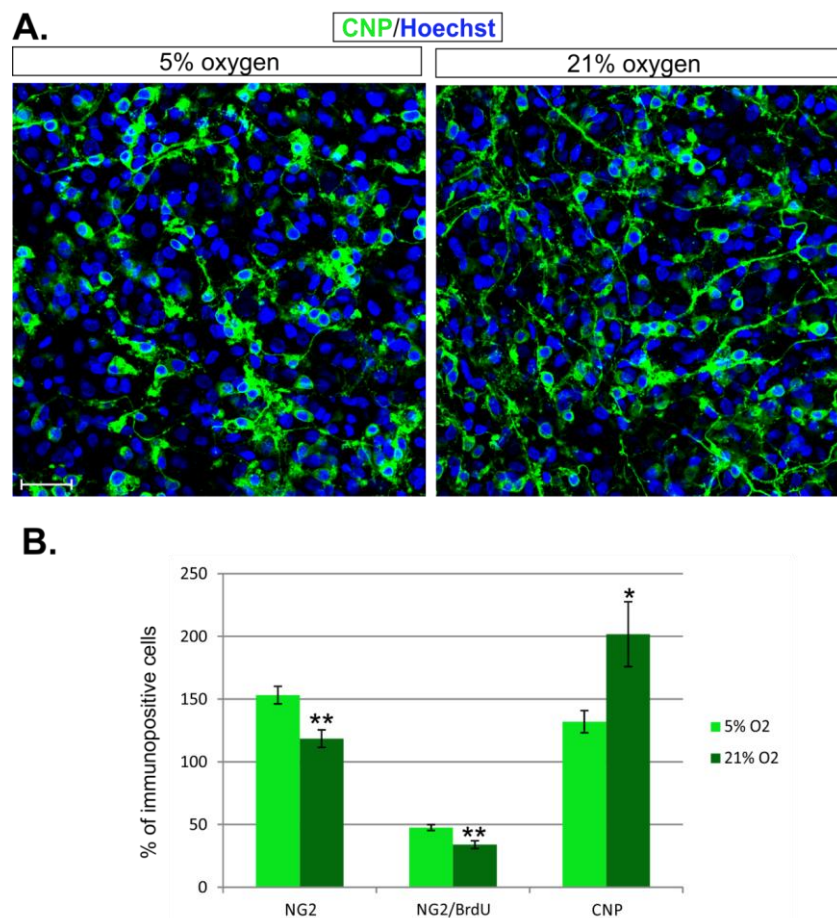 A.
CNP/Hoechst
5% oxygen
21% oxygen
B.
% of immunopositive cells
250
200
150
100
50
0
**
**
*
NG2
NG2/BrdU
CNP
5% O2
21% O2